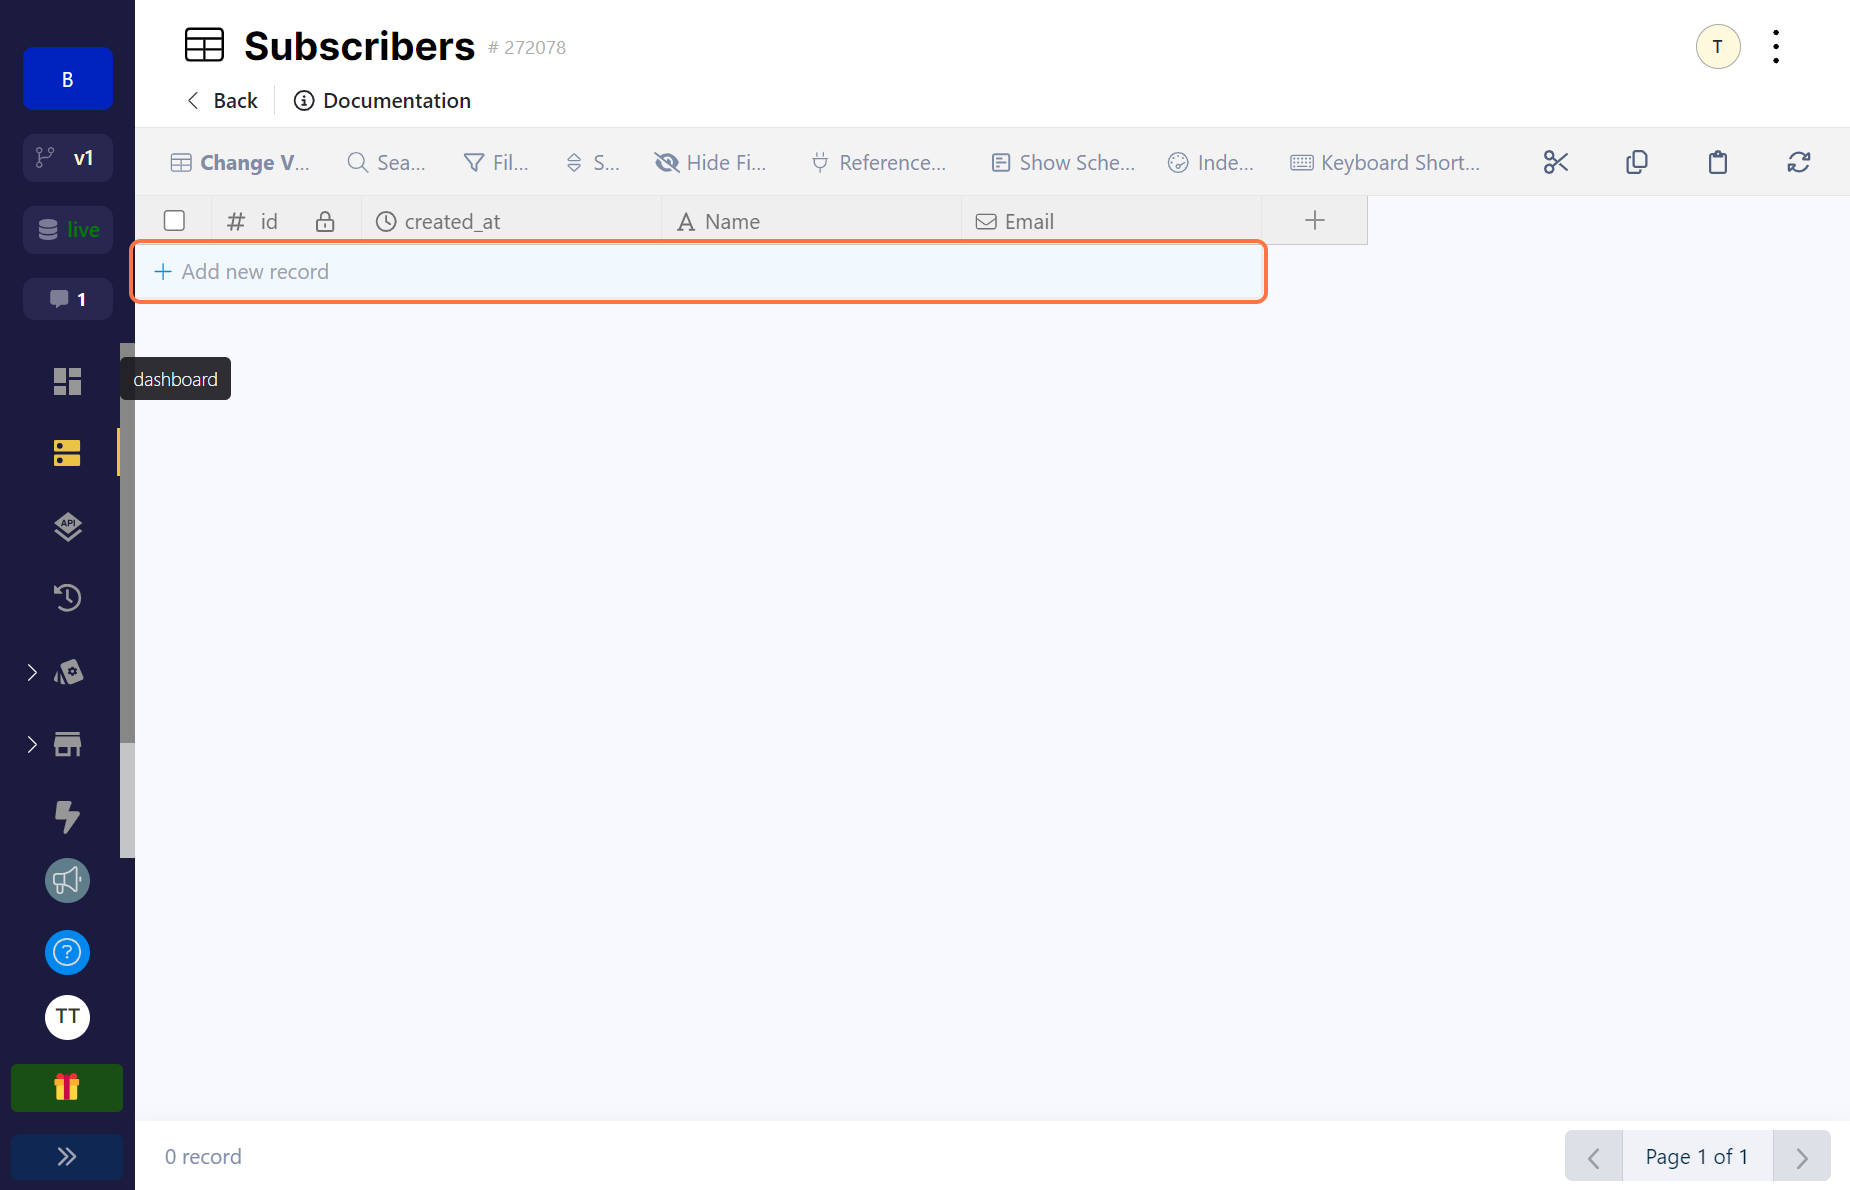 B
v1
live
1
dashboard
API
?
TT
Subscribers # 272078
T
Back
Documentation
Change V...
Sea...
Fil...
S...
Hide Fi...
Reference...
Show Sche...
Inde...
Keyboard Short...
# id
created_at
A Name
Email
+ Add new record
0 record
Page 1 of 1